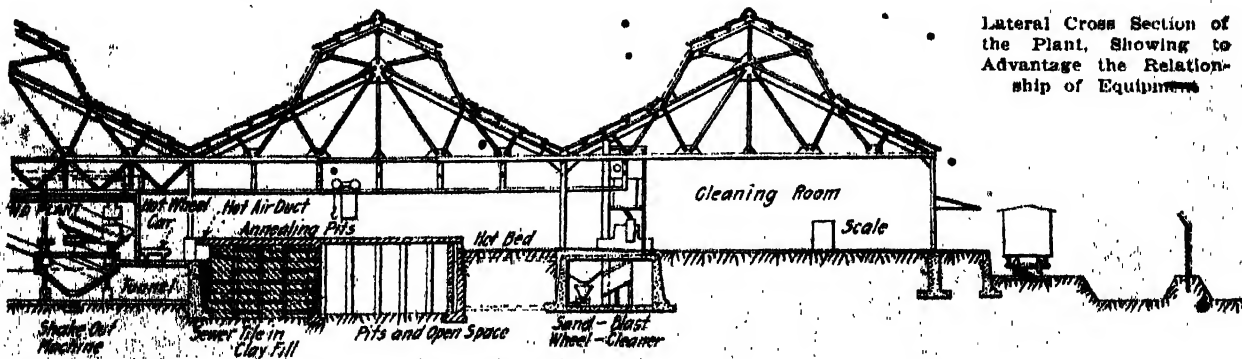 Lateral Cross Section of
the Plant, Showing to
Advantage the Relation-
ship of Equipment
PLANT
Hot Wheel
Car
Hot Air Duct
Annealing Pits
Hot Bed
Cleaning Room
Scale
Tunnel
Shake Out
Machine
Sewer Tile in
Clay Fill
Pits and Open Space
Sand-Blast
Wheel-Cleaner